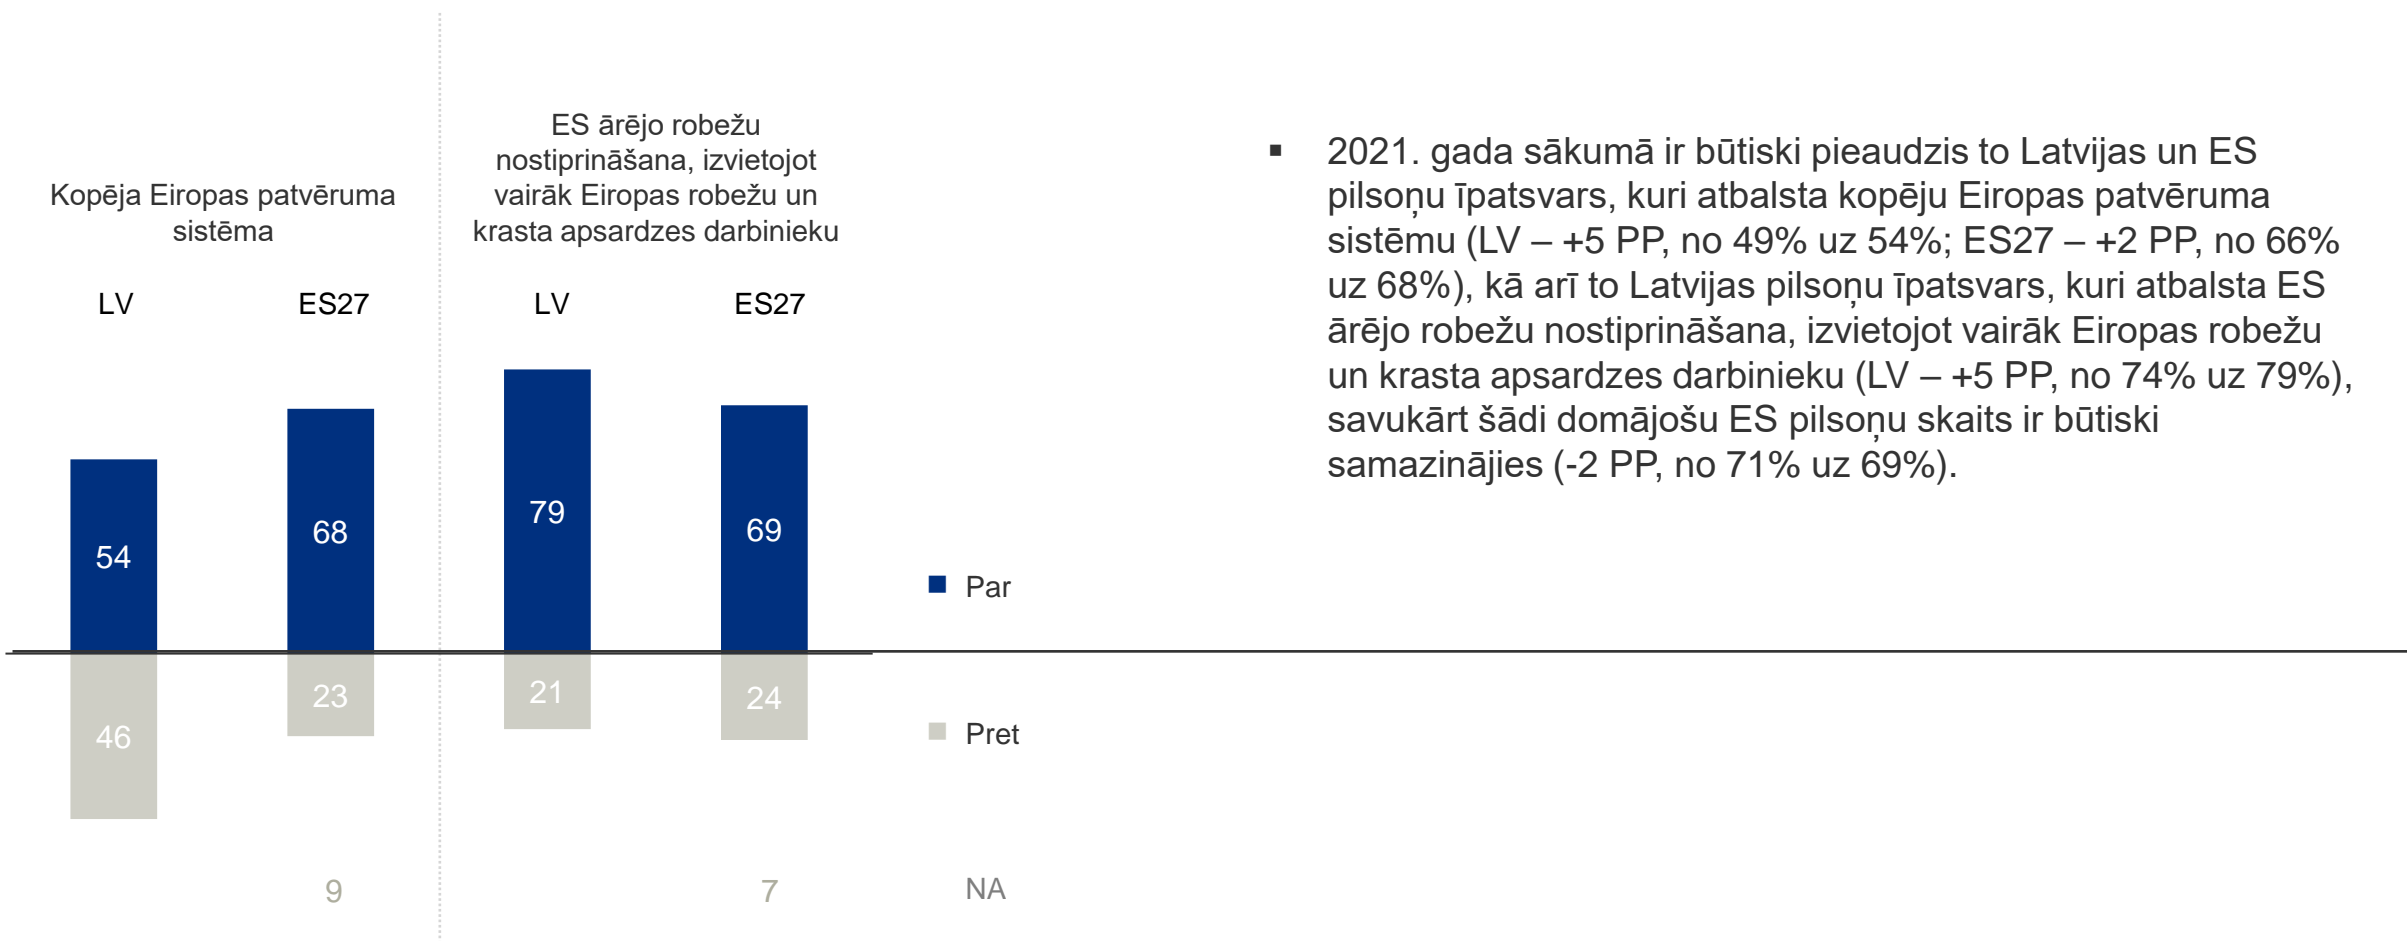 Kopēja Eiropas patvēruma
sistēma
ES ārējo robežu
nostiprināšana, izvietojot
vairāk Eiropas robežu un
krasta apsardzes darbinieku
LV
ES27
LV
ES27
54
68
79
69
46
23
21
24
9
7
Par
Pret
NA
▪ 2021. gada sākumā ir būtiski pieaudzis to Latvijas un ES
pilsoņu īpatsvars, kuri atbalsta kopēju Eiropas patvēruma
sistēmu (LV – +5 PP, no 49% uz 54%; ES27 – +2 PP, no 66%
uz 68%), kā arī to Latvijas pilsoņu īpatsvars, kuri atbalsta ES
ārējo robežu nostiprināšana, izvietojot vairāk Eiropas robežu
un krasta apsardzes darbinieku (LV – +5 PP, no 74% uz 79%),
savukārt šādi domājošu ES pilsoņu skaits ir būtiski
samazinājies (-2 PP, no 71% uz 69%).